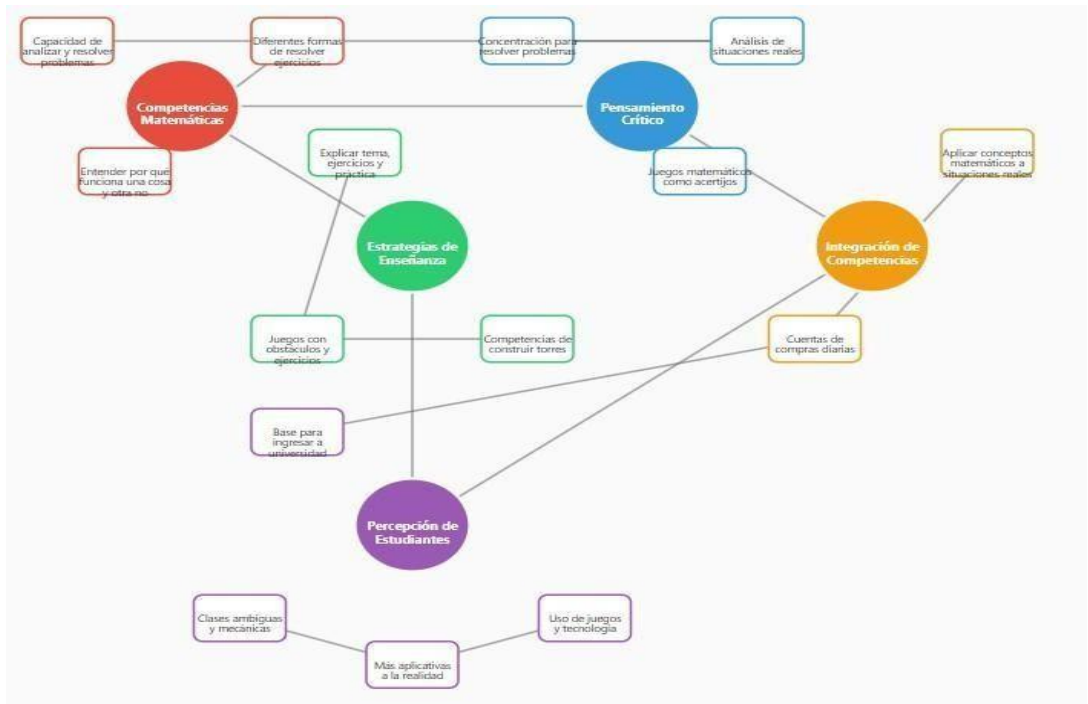 Capacidad de
analizar y resolver
problemas
Diferentes formas
de resolver
ejercicios
Concentración para
resolver problemas
Análisis de
situaciones reales
Competencias
Matemáticas
Pensamiento
Crítico
Entender por qué
funciona una cosa
y otra no
Explicar tema,
ejercicios y
práctica
Juegos matemáticos
como acertijos
Aplicar conceptos
matemáticos a
situaciones reales
Estrategias de
Enseñanza
Integración de
Competencias
Juegos con
obstáculos y
ejercicios
Competencias de
construir torres
Cuentas de
compras diarias
Base para
ingresar a
universidad
Percepción de
Estudiantes
Clases ambiguas
y mecánicas
Uso de juegos
y tecnología
Más aplicativas
a la realidad